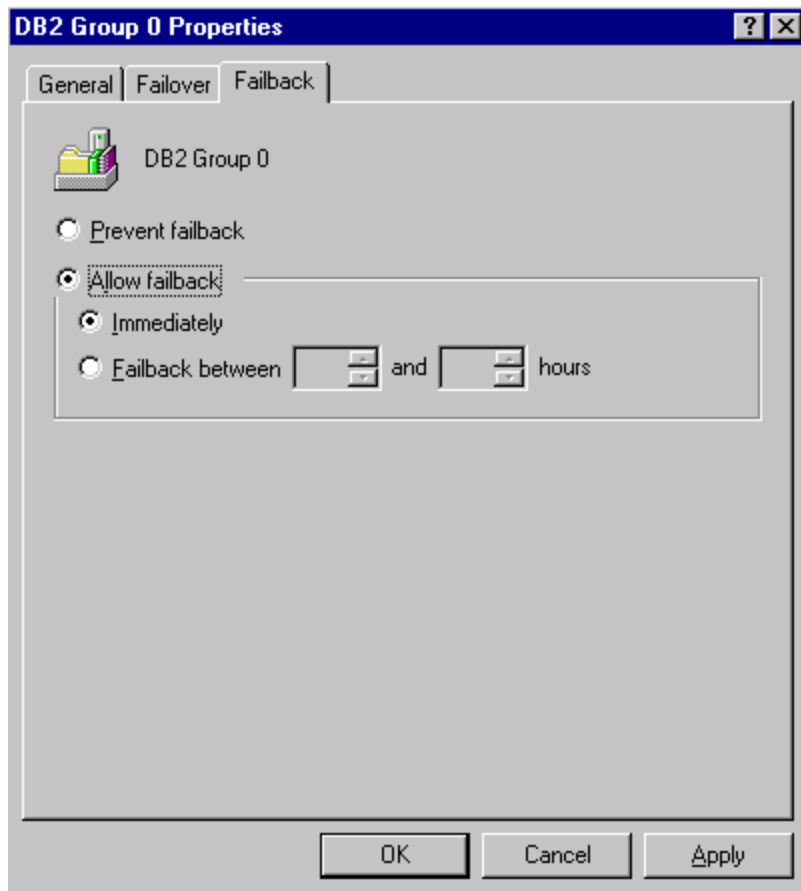 DB2 Group 0 Properties
General Failover Failback
DB2 Group 0
Prevent failback
Allow failback
Immediately
Failback between and hours
OK Cancel Apply